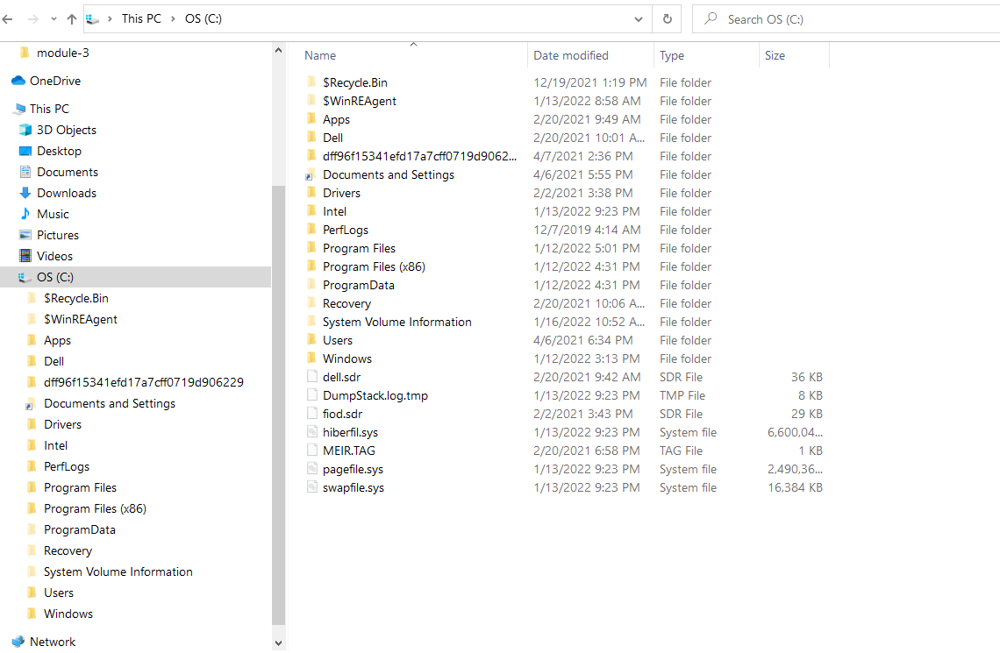 This PC > OS (C:)
Search OS (C:)
module-3
OneDrive
This PC
3D Objects
Desktop
Documents
Downloads
Music
Pictures
Videos
OS (C:)
$Recycle.Bin
$WinREAgent
Apps
Dell
dff96f15341efd17a7cff0719d906229
Documents and Settings
Drivers
Intel
PerfLogs
Program Files
Program Files (x86)
ProgramData
Recovery
System Volume Information
Users
Windows
Network
Name Date modified Type Size
$Recycle.Bin 12/19/2021 1:19 PM File folder
$WinREAgent 1/13/2022 8:58 AM File folder
Apps 2/20/2021 9:49 AM File folder
Dell 2/20/2021 10:01 A... File folder
dff96f15341efd17a7cff0719d9062... 4/7/2021 2:36 PM File folder
Documents and Settings 4/6/2021 5:55 PM File folder
Drivers 2/2/2021 3:38 PM File folder
Intel 1/13/2022 9:23 PM File folder
PerfLogs 12/7/2019 4:14 AM File folder
Program Files 1/12/2022 5:01 PM File folder
Program Files (x86) 1/12/2022 4:31 PM File folder
ProgramData 1/12/2022 4:31 PM File folder
Recovery 2/20/2021 10:06 A... File folder
System Volume Information 1/16/2022 10:52 A... File folder
Users 4/6/2021 6:34 PM File folder
Windows 1/12/2022 3:13 PM File folder
dell.sdr 2/20/2021 9:42 AM SDR File 36 KB
DumpStack.log.tmp 1/13/2022 9:23 PM TMP File 8 KB
fiod.sdr 2/2/2021 3:43 PM SDR File 29 KB
hiberfil.sys 1/13/2022 9:23 PM System file 6,600,04...
MEIR.TAG 2/20/2021 6:58 PM TAG File 1 KB
pagefile.sys 1/13/2022 9:23 PM System file 2,490,36...
swapfile.sys 1/13/2022 9:23 PM System file 16,384 KB